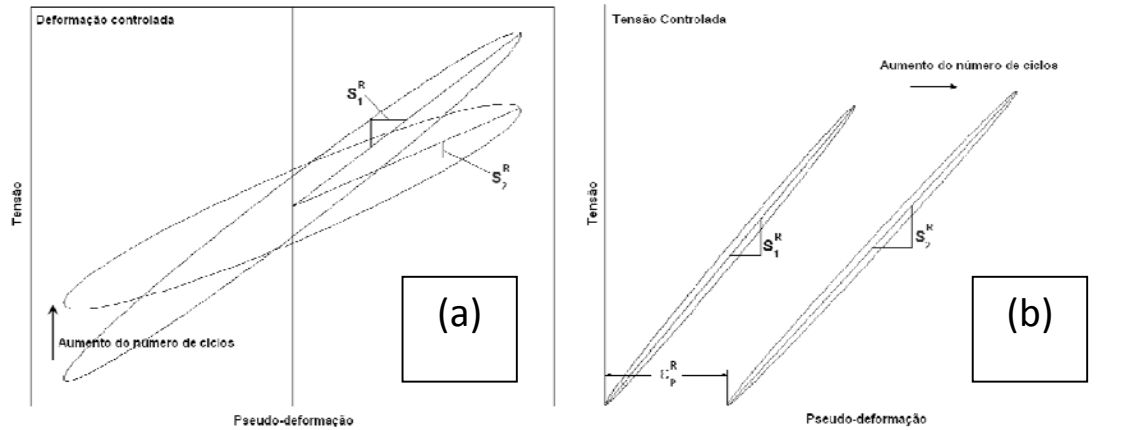 Deformação controlada
S₁ᴿ
S₂ᴿ
Tensão
Aumento do número de ciclos
(a)
Pseudo-deformação
Tensão Controlada
Aumento do número de ciclos
Tensão
S₁ᴿ
S₂ᴿ
(b)
εₚᴿ
Pseudo-deformação